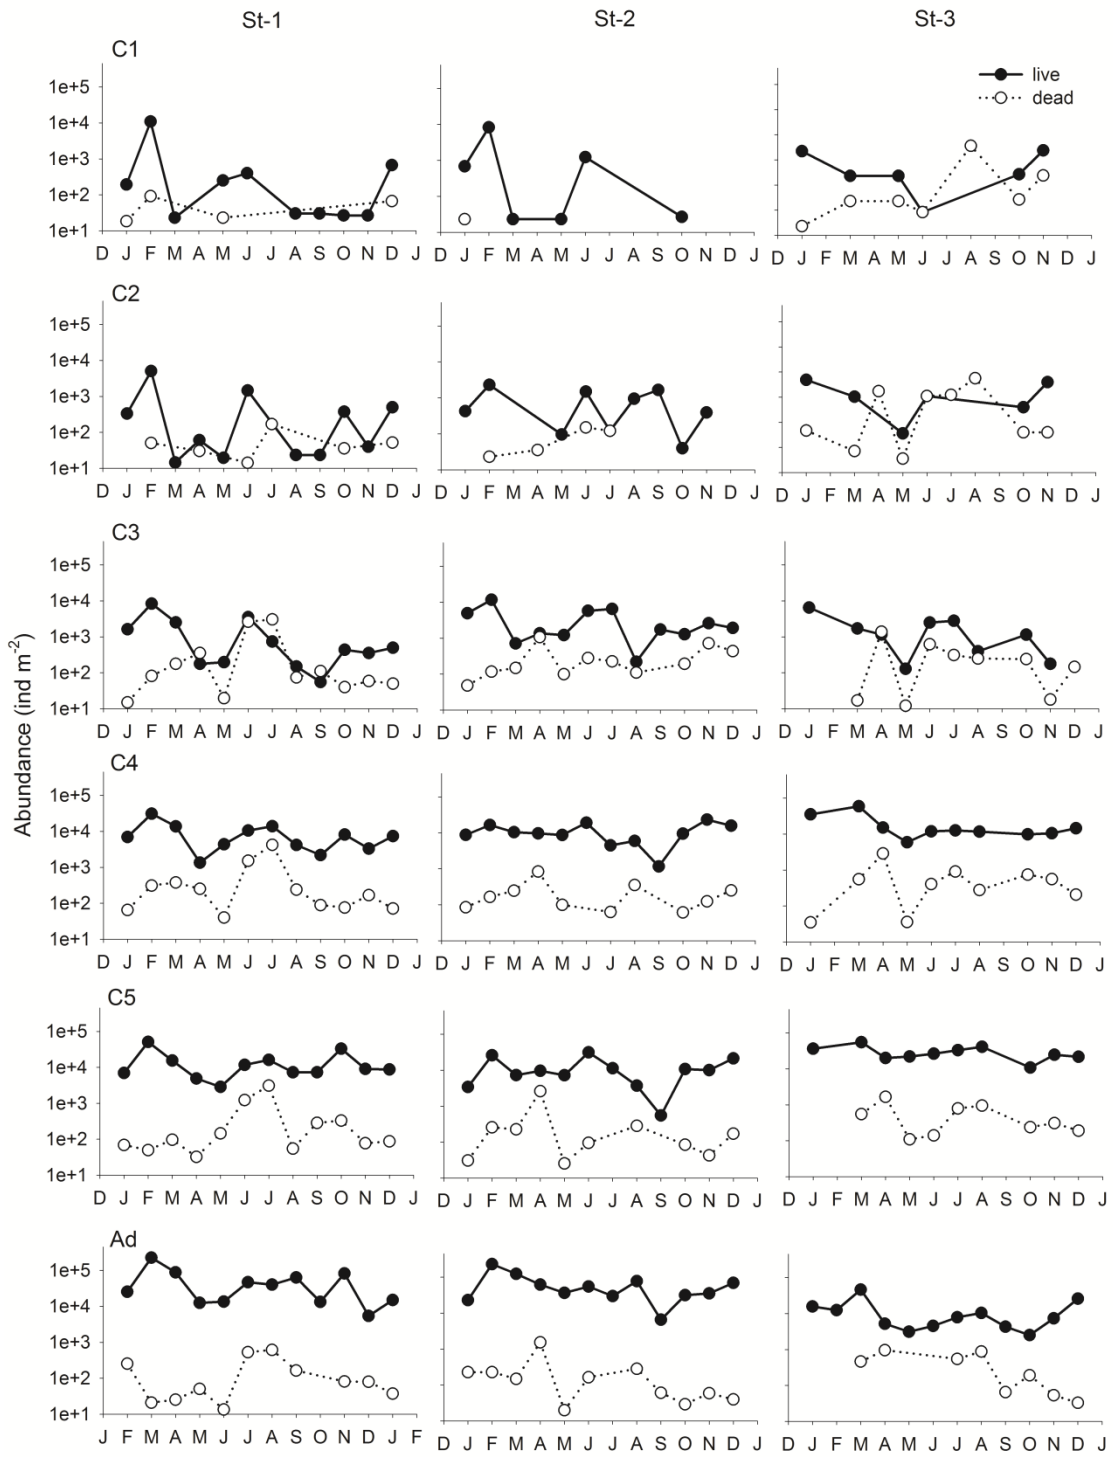 St-1 St-2 St-3
C1
live
dead
1e+5
1e+4
1e+3
1e+2
1e+1
D J F M A M J J A S O N D J D J F M A M J J A S O N D J D J F M A M J J A S O N D J
C2
1e+5
1e+4
1e+3
1e+2
1e+1
D J F M A M J J A S O N D J D J F M A M J J A S O N D J D J F M A M J J A S O N D J
C3
1e+5
1e+4
1e+3
1e+2
1e+1
D J F M A M J J A S O N D J D J F M A M J J A S O N D J D J F M A M J J A S O N D J
Abundance (ind m⁻²)
C4
1e+5
1e+4
1e+3
1e+2
1e+1
D J F M A M J J A S O N D J D J F M A M J J A S O N D J D J F M A M J J A S O N D J
C5
1e+5
1e+4
1e+3
1e+2
1e+1
D J F M A M J J A S O N D J D J F M A M J J A S O N D J D J F M A M J J A S O N D J
Ad
1e+5
1e+4
1e+3
1e+2
1e+1
J F M A M J J A S O N D J F D J F M A M J J A S O N D J D J F M A M J J A S O N D J